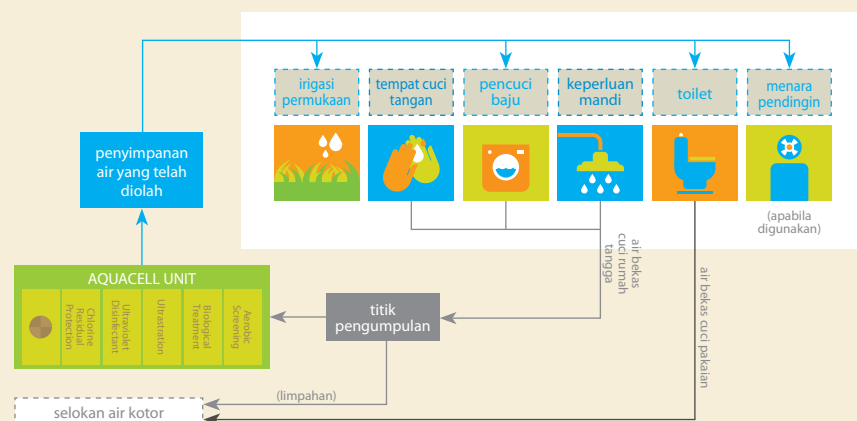 irigasi
permukaan
tempat cuci
tangan
pencuci
baju
keperluan
mandi
toilet
menara
pendingin
penyimpanan
air yang telah
diolah
(apabila
digunakan)
air bekas
cuci rumah
tangga
air bekas cuci pakaian
AQUACELL UNIT
Chlorine
Residual
Protection
Ultraviolet
Disinfectant
Ultrastration
Biological
Treatment
Aerobic
Screening
titik
pengumpulan
(limpahan)
selokan air kotor